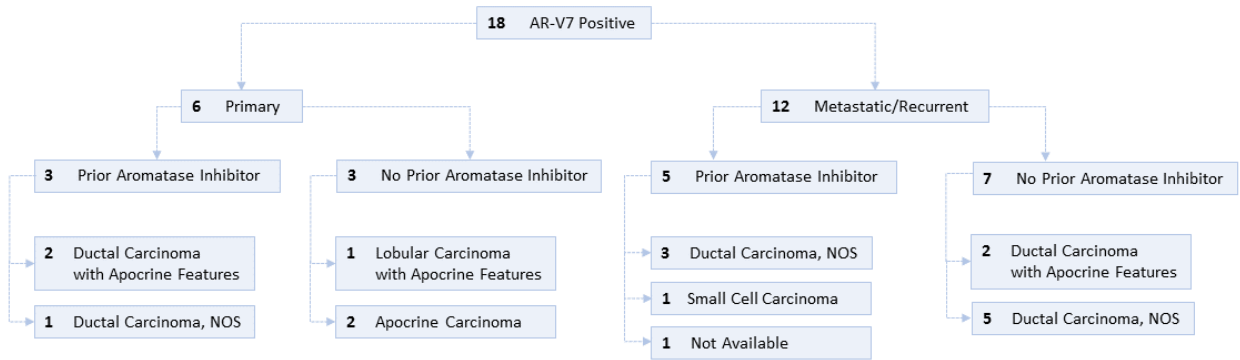 18 AR-V7 Positive
6 Primary
12 Metastatic/Recurrent
3 Prior Aromatase Inhibitor
3 No Prior Aromatase Inhibitor
5 Prior Aromatase Inhibitor
7 No Prior Aromatase Inhibitor
2 Ductal Carcinoma
with Apocrine Features
1 Ductal Carcinoma, NOS
1 Lobular Carcinoma
with Apocrine Features
2 Apocrine Carcinoma
3 Ductal Carcinoma, NOS
1 Small Cell Carcinoma
1 Not Available
2 Ductal Carcinoma
with Apocrine Features
5 Ductal Carcinoma, NOS